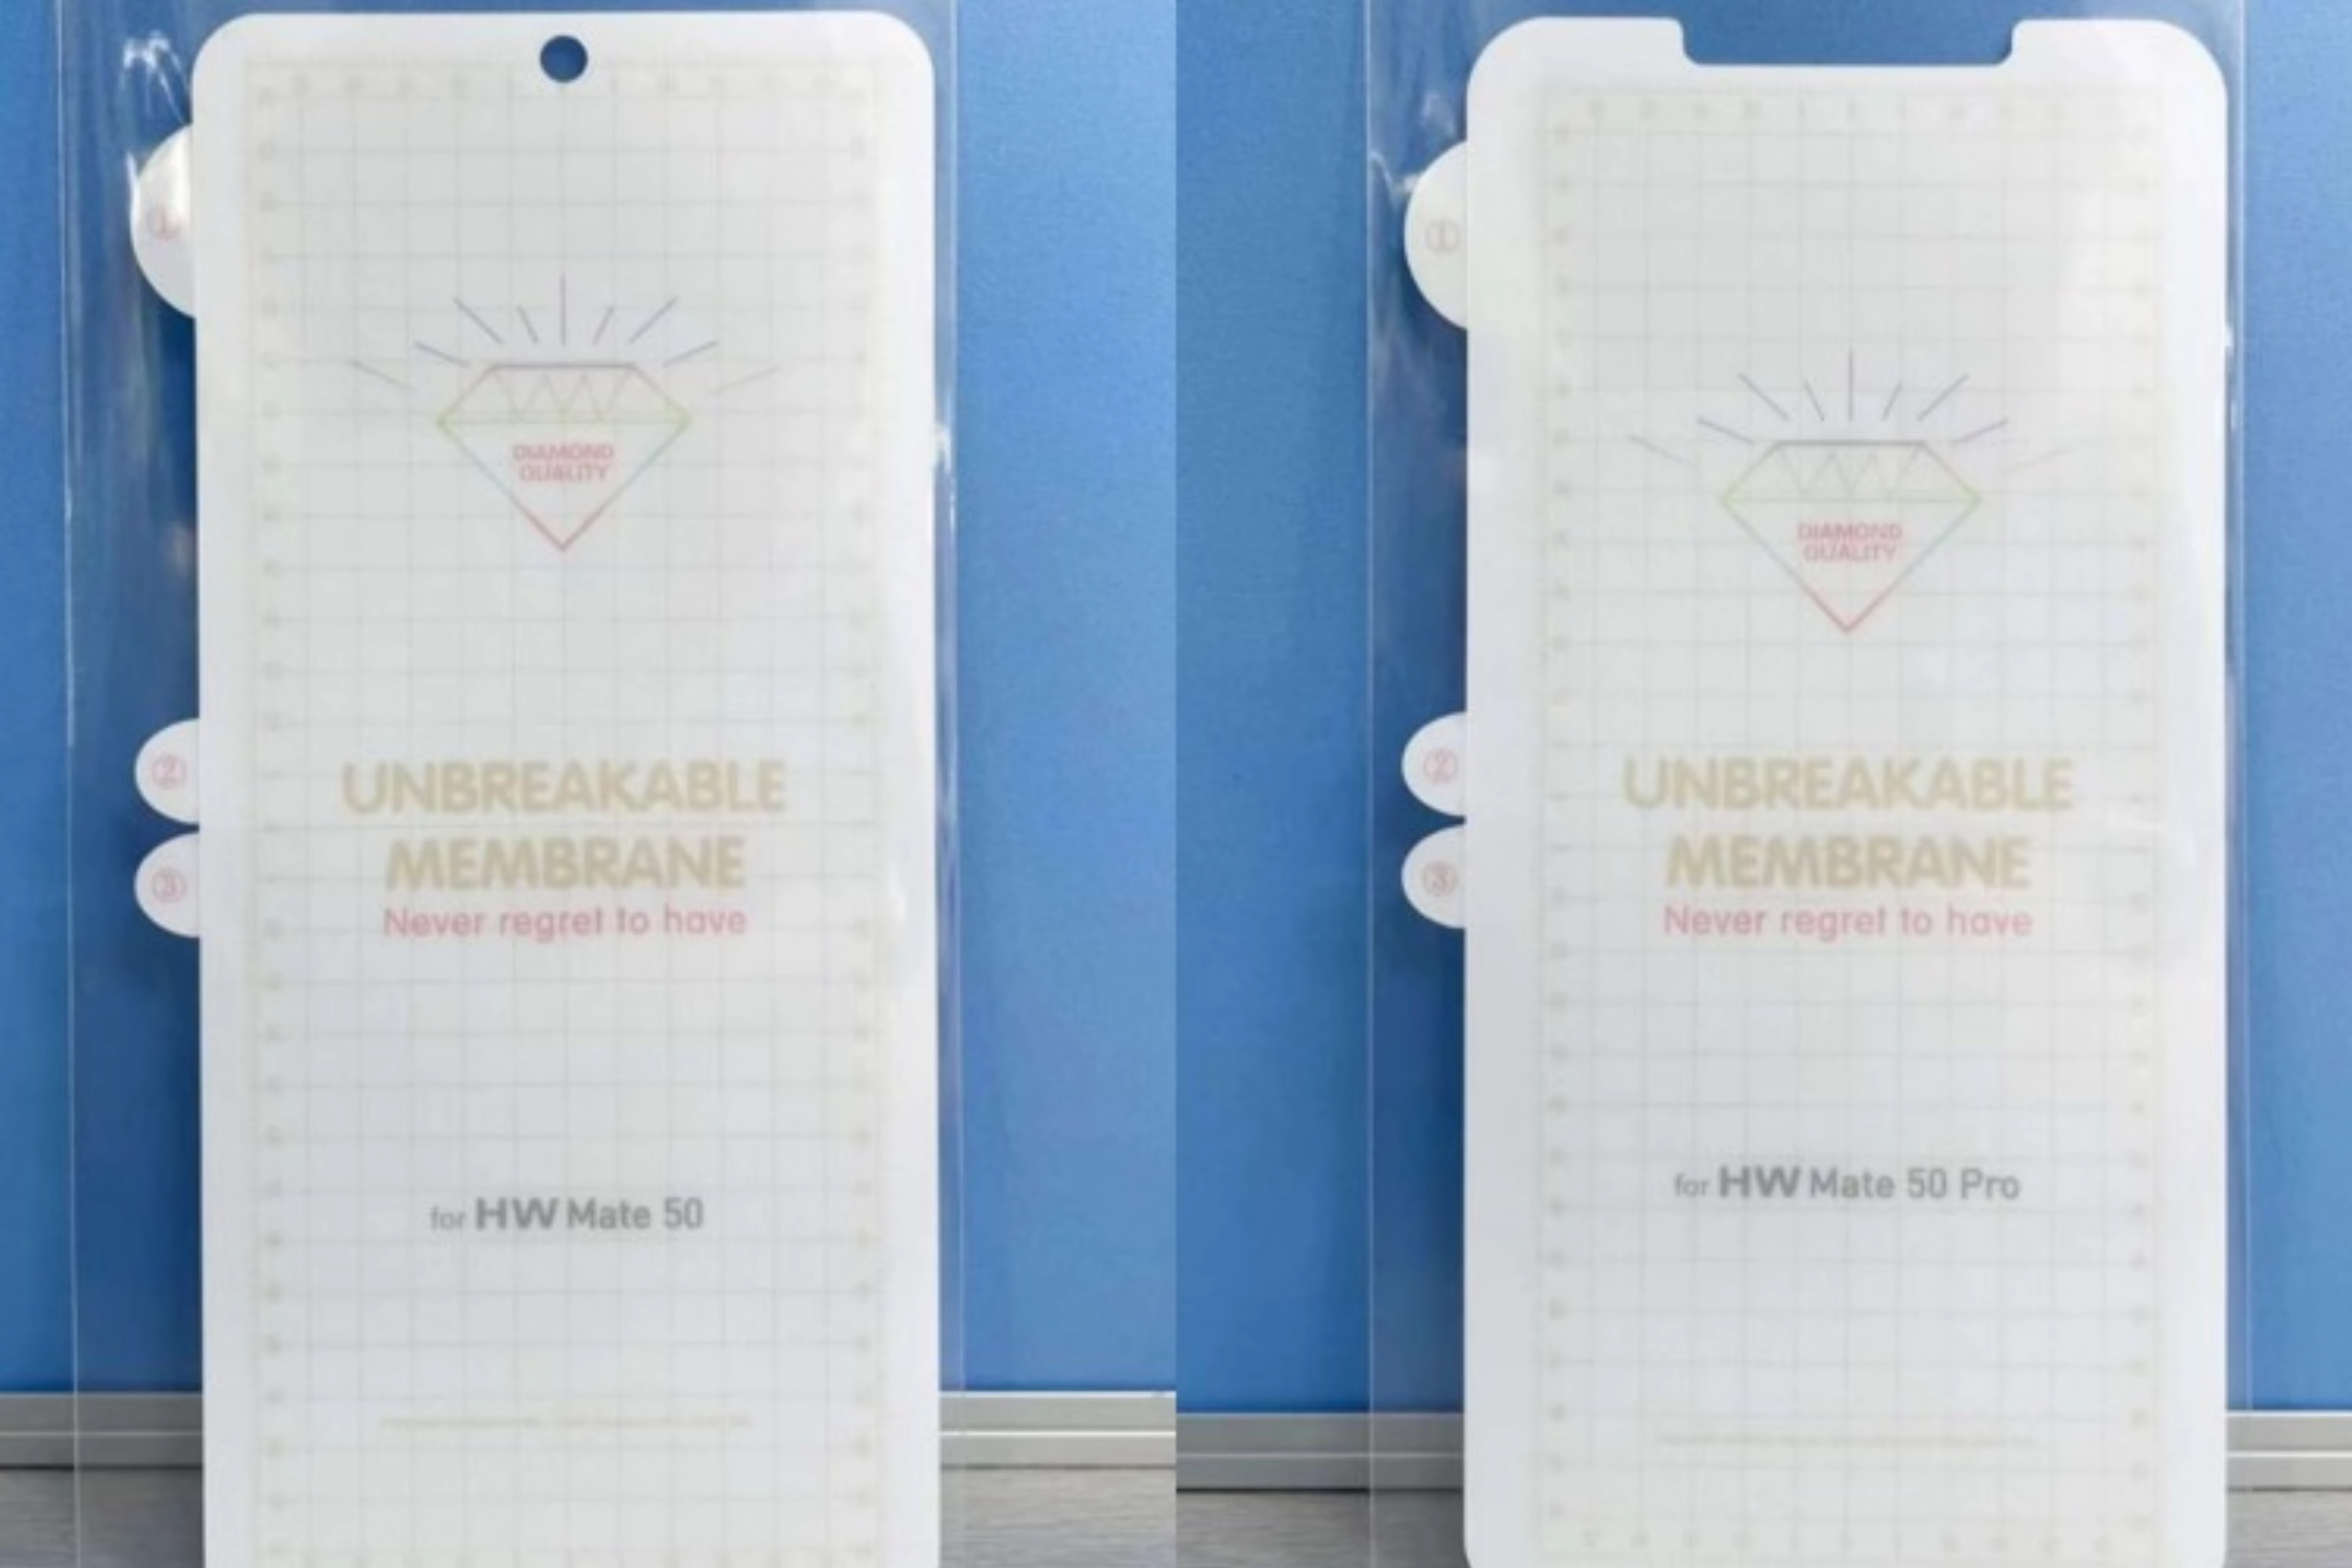 ①
DIAMOND
QUALITY
②
UNBREAKABLE
MEMBRANE
③
Never regret to have
for HW Mate 50
①
DIAMOND
QUALITY
②
UNBREAKABLE
MEMBRANE
③
Never regret to have
for HW Mate 50 Pro